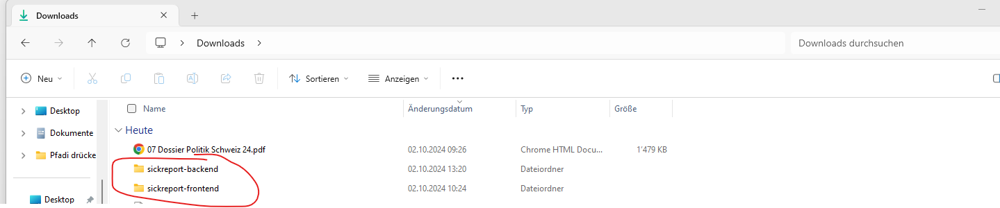 Downloads
Downloads
Downloads durchsuchen
Neu
Sortieren
Anzeigen
Desktop
Dokumente
Pfadi drücke
Desktop
Name Änderungsdatum Typ Größe
Heute
07 Dossier Politik Schweiz 24.pdf 02.10.2024 09:26 Chrome HTML Docu... 1'479 KB
sickreport-backend 02.10.2024 13:20 Dateiordner
sickreport-frontend 02.10.2024 10:24 Dateiordner